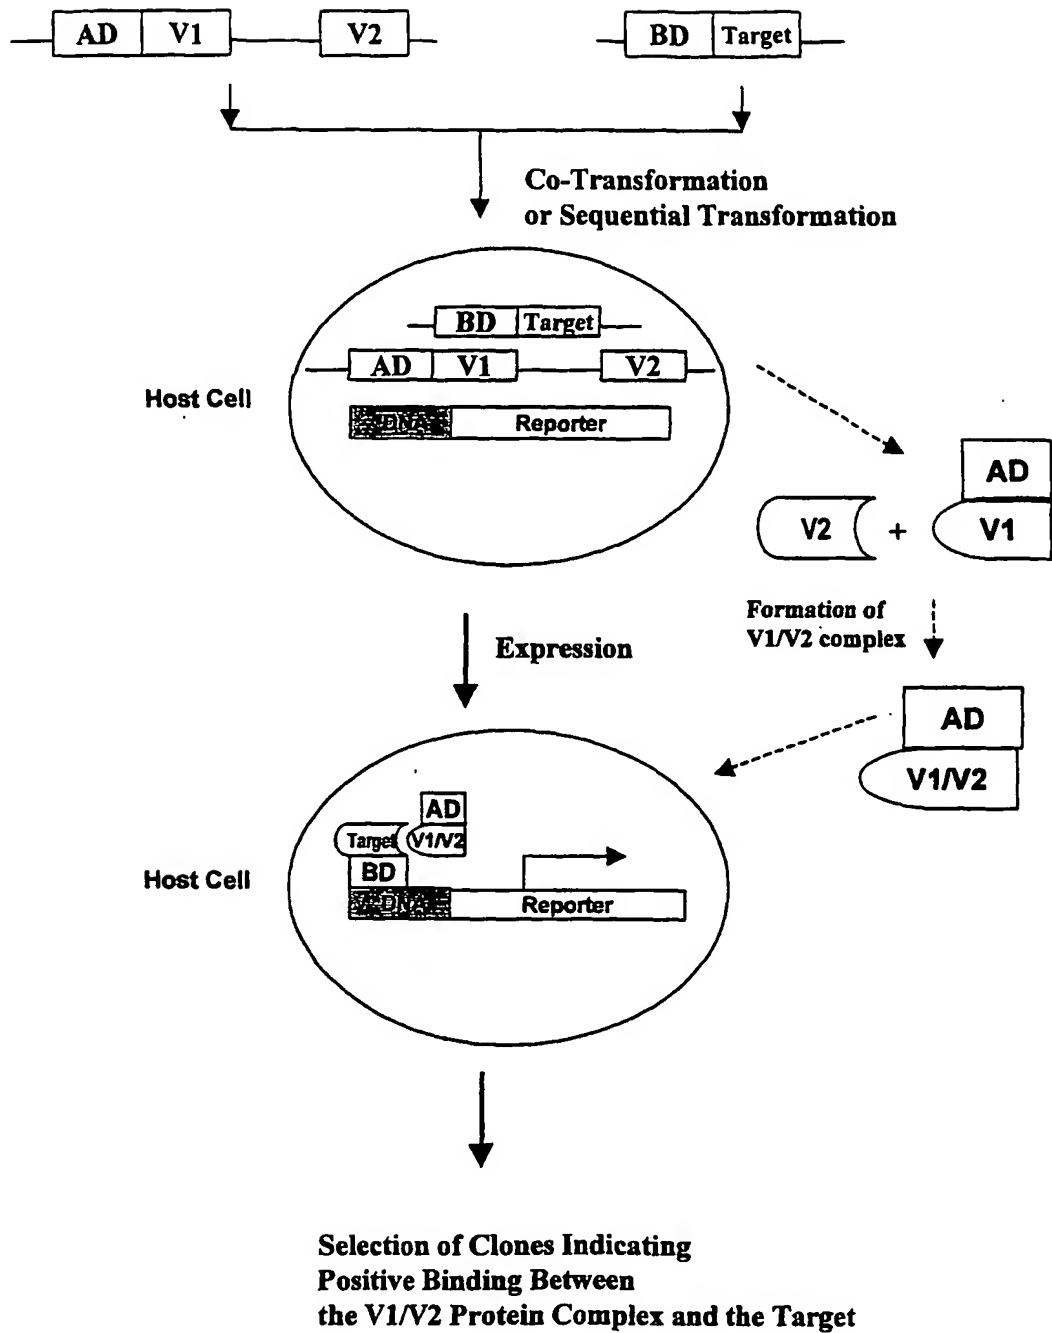 AD V1 V2 BD Target
Co-Transformation
or Sequential Transformation
BD Target
AD V1 V2
Host Cell
DNA Reporter
AD
V2 + V1
Formation of
V1/V2 complex
Expression
AD
V1/V2
AD
Target V1/V2
BD
Host Cell
DNA Reporter
Selection of Clones Indicating
Positive Binding Between
the V1/V2 Protein Complex and the Target